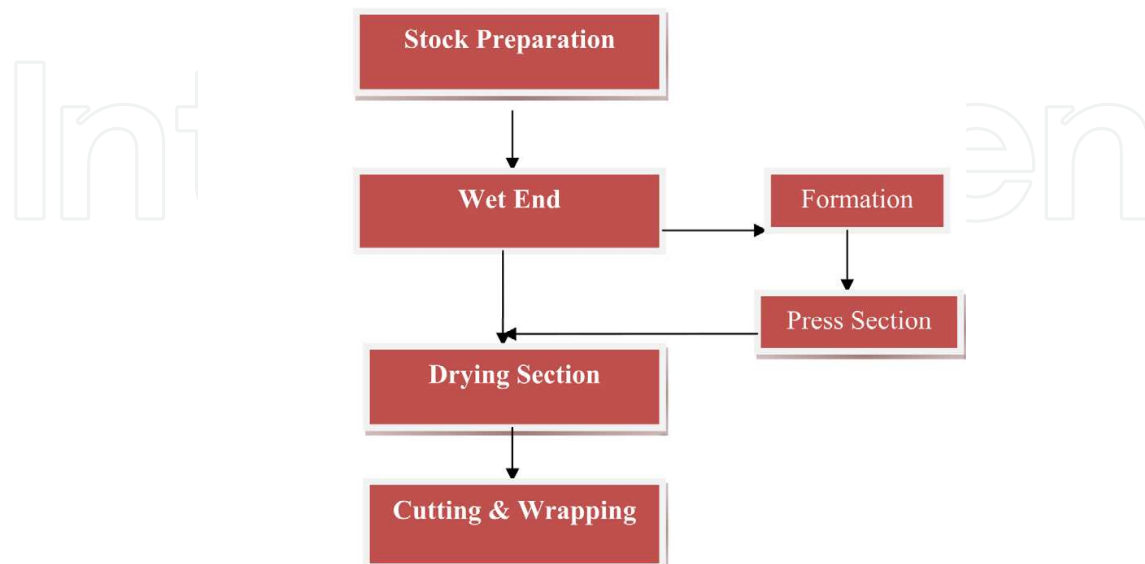 Stock Preparation
Wet End
Formation
Press Section
Drying Section
Cutting & Wrapping